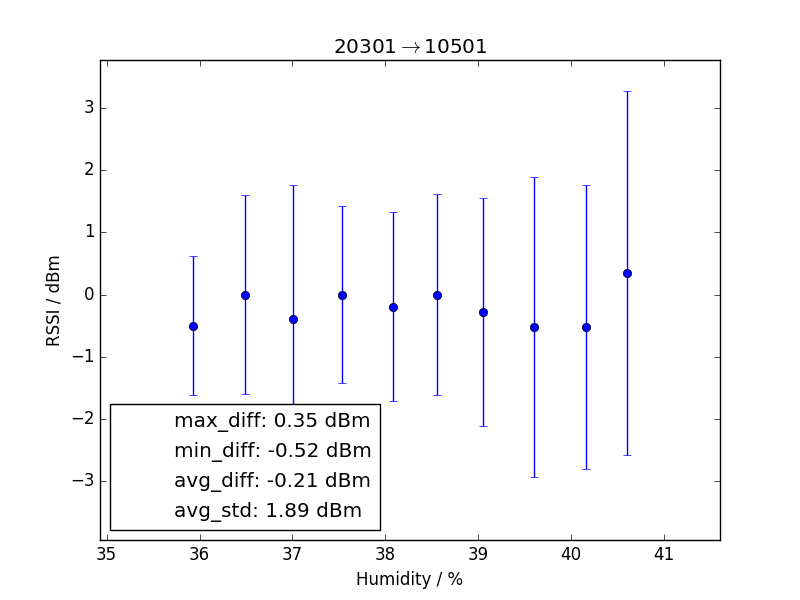 20301→10501
3
2
1
0
−1
−2
−3
RSSI / dBm
max_diff: 0.35 dBm
min_diff: -0.52 dBm
avg_diff: -0.21 dBm
avg_std: 1.89 dBm
35 36 37 38 39 40 41
Humidity / %